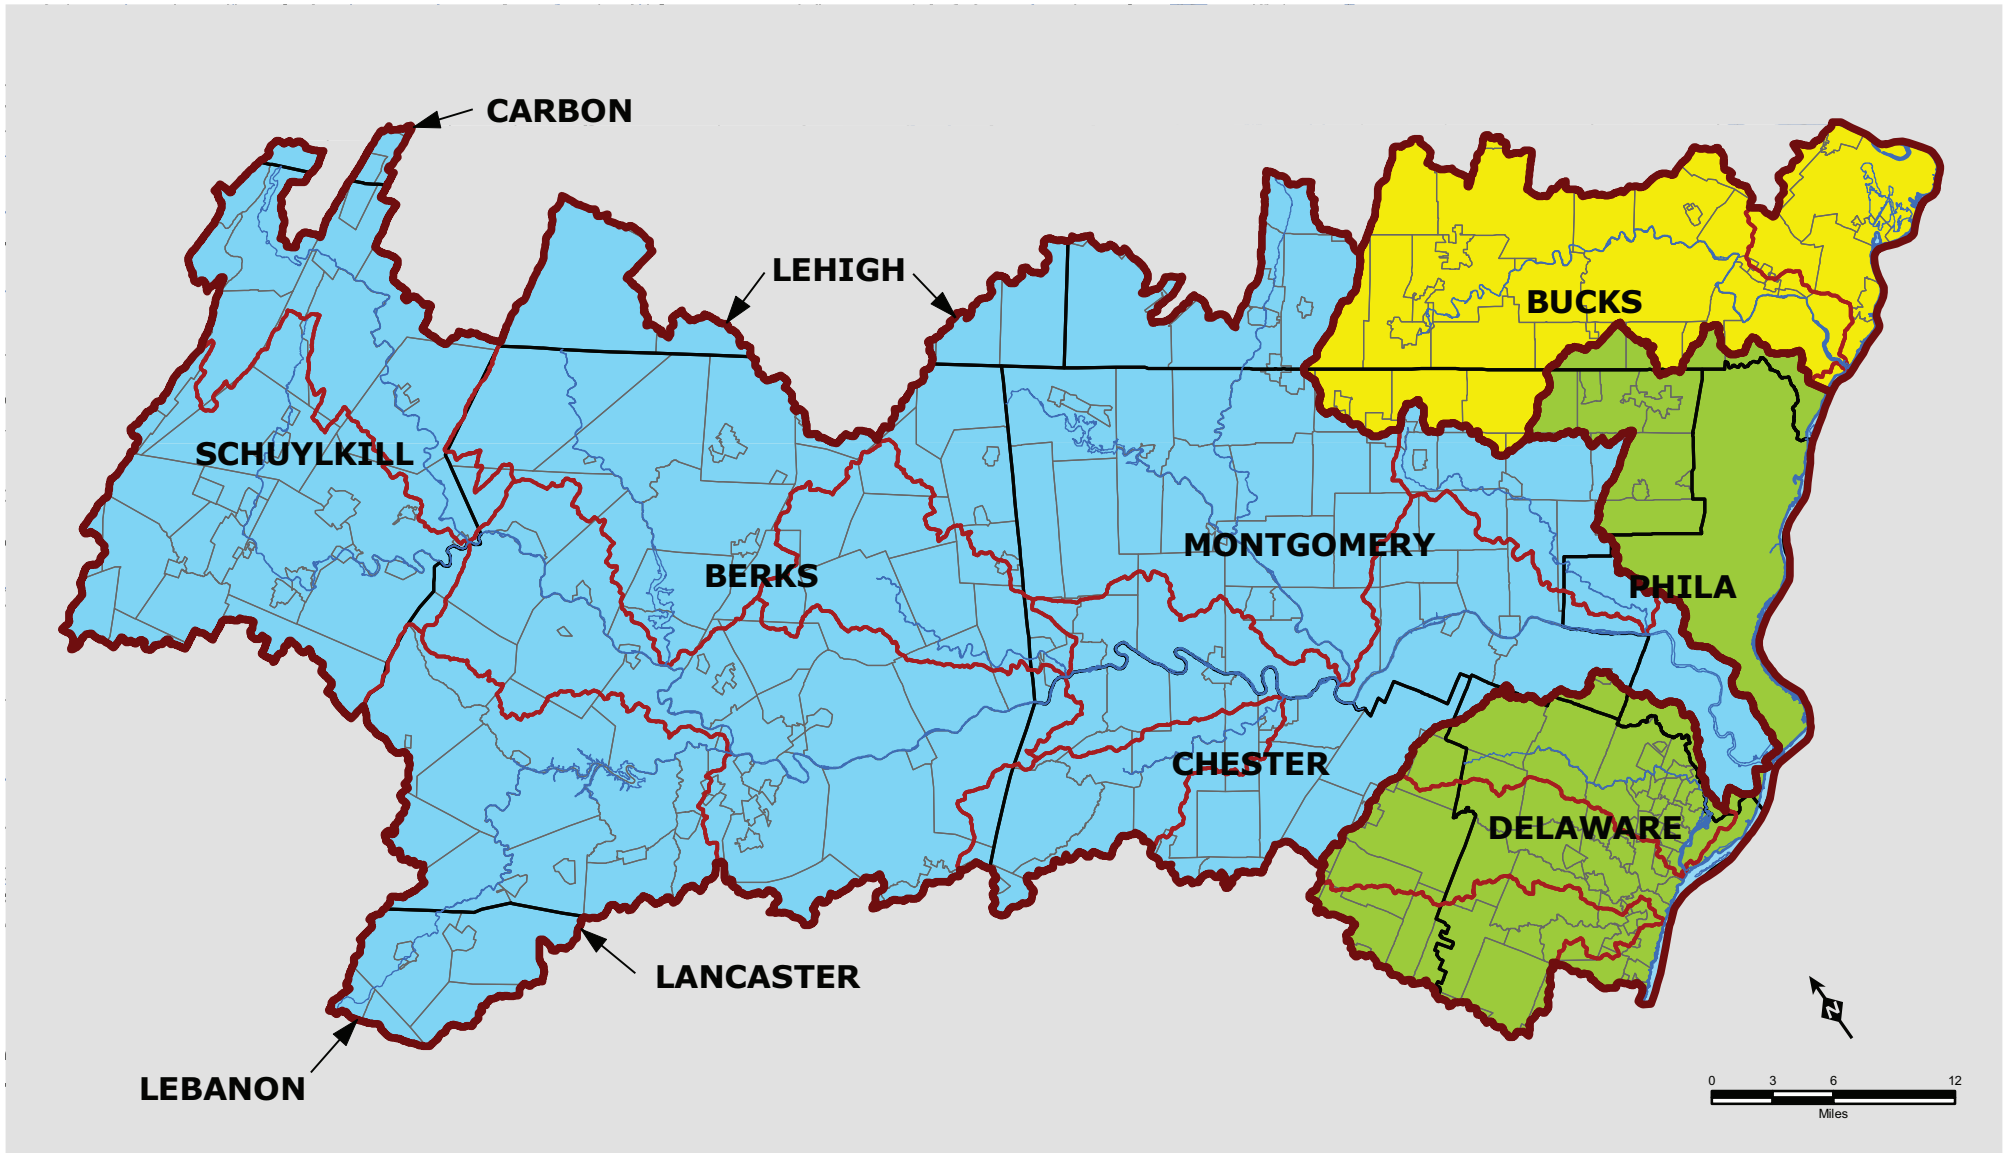 CARBON
LEHIGH
BUCKS
SCHUYLKILL
MONTGOMERY
BERKS
PHILA
CHESTER
DELAWARE
LANCASTER
N
LEBANON
0 3 6 12
Miles